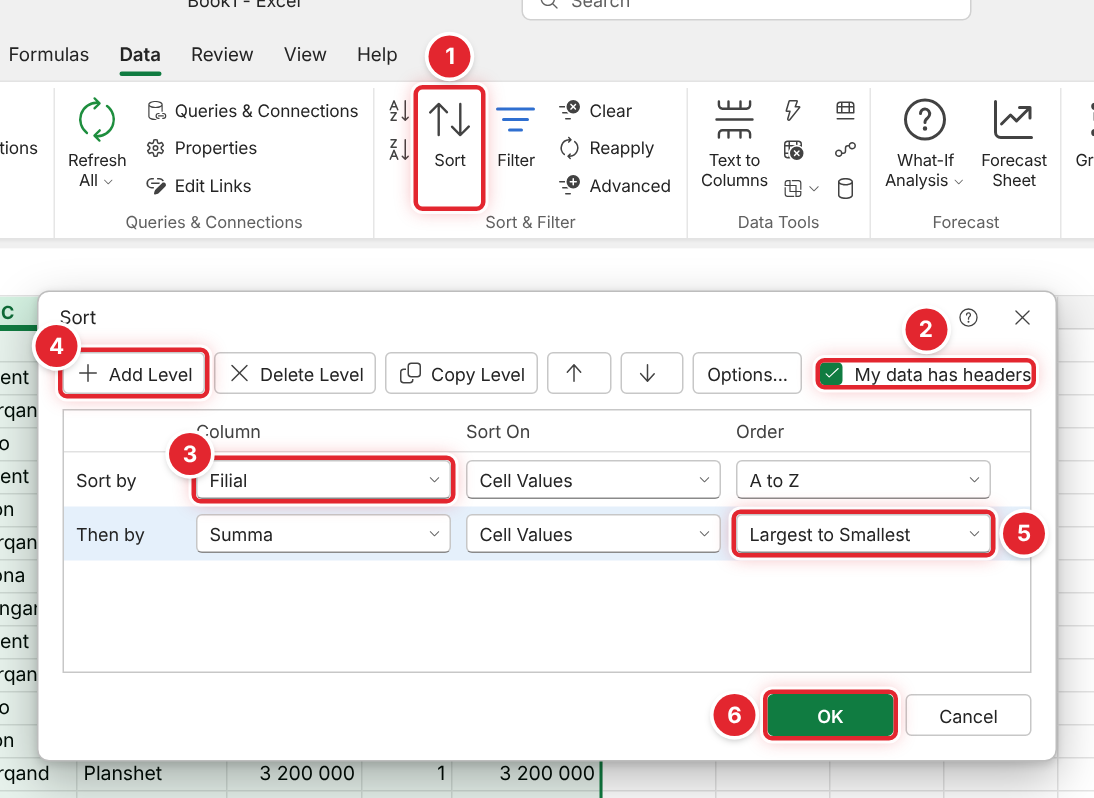 Book1 - Excel
Search
Formulas Data Review View Help
1
Queries & Connections
Properties
Edit Links
Refresh All
Queries & Connections
Sort
Filter
Clear
Reapply
Advanced
Sort & Filter
Text to Columns
Data Tools
What-If Analysis
Forecast Sheet
Forecast
C
Sort
2
4
Add Level
Delete Level
Copy Level
Options...
My data has headers
Column Sort On Order
3
Sort by Filial Cell Values A to Z
Then by Summa Cell Values Largest to Smallest
5
6
OK
Cancel
Planshet 3 200 000 1 3 200 000